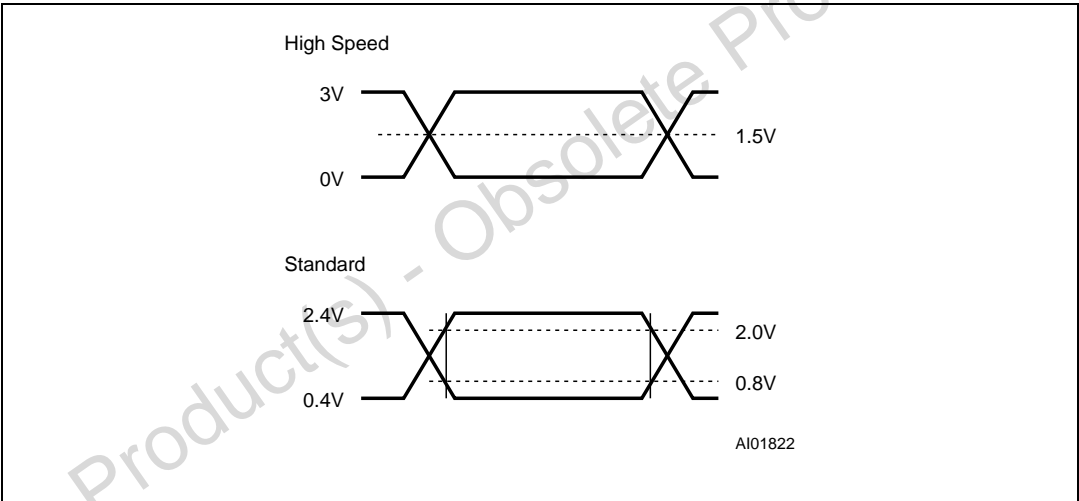 High Speed
3V
1.5V
0V
Standard
2.4V
2.0V
0.8V
0.4V
AI01822
Product(s) - Obsolete Pro